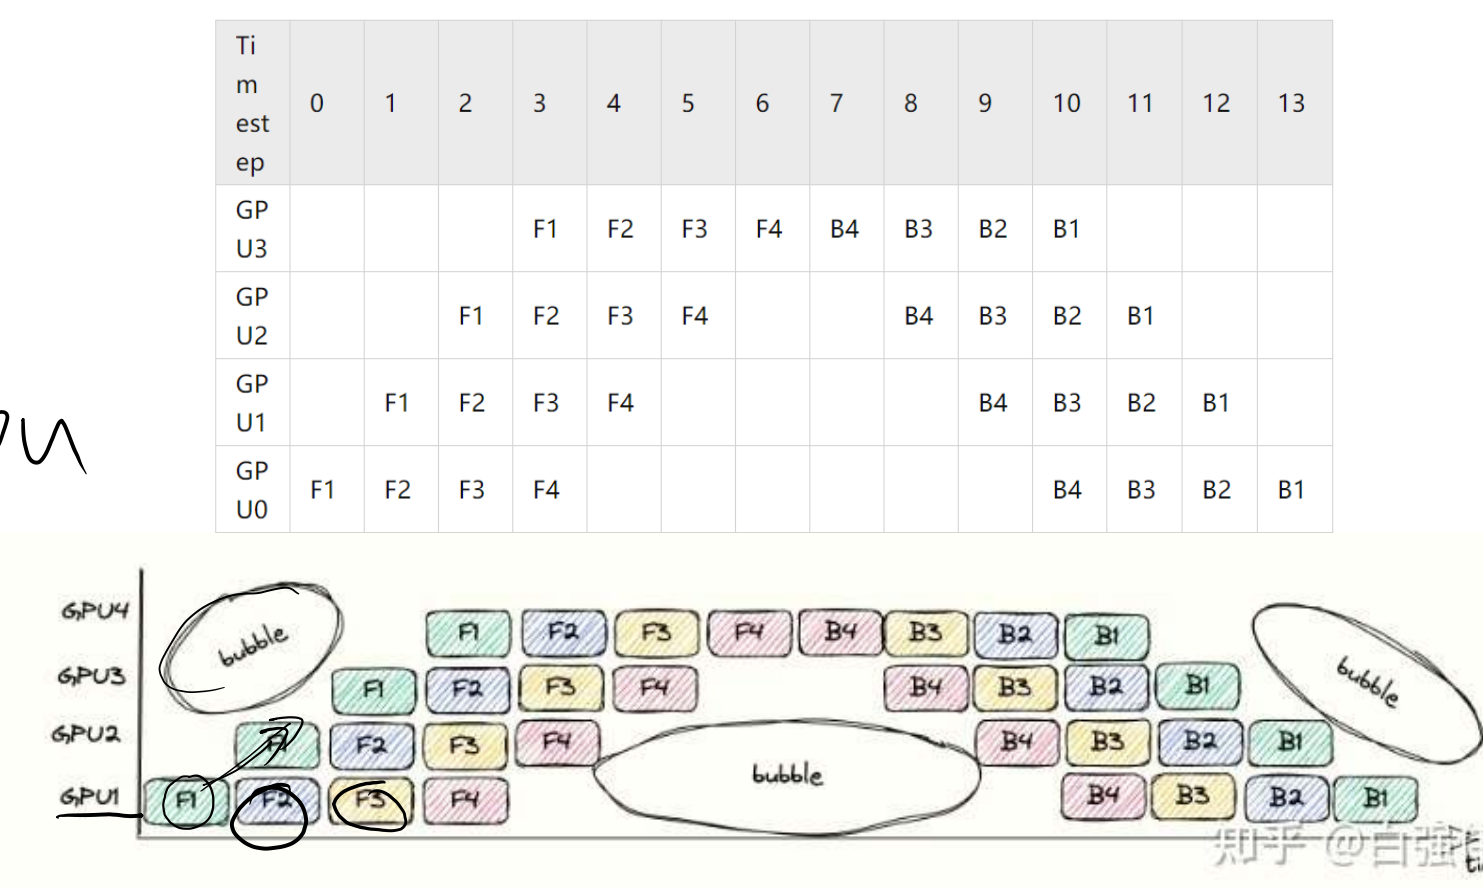 Timestep 0 1 2 3 4 5 6 7 8 9 10 11 12 13
GPU3 F1 F2 F3 F4 B4 B3 B2 B1
GPU2 F1 F2 F3 F4 B4 B3 B2 B1
GPU1 F1 F2 F3 F4 B4 B3 B2 B1
GPU0 F1 F2 F3 F4 B4 B3 B2 B1
GPU4 bubble F1 F2 F3 F4 B4 B3 B2 B1
GPU3 F1 F2 F3 F4 B4 B3 B2 B1 bubble
GPU2 F1 F2 F3 F4 B4 B3 B2 B1
bubble
GPU1 F1 F2 F3 F4 B4 B3 B2 B1
知乎 @白强